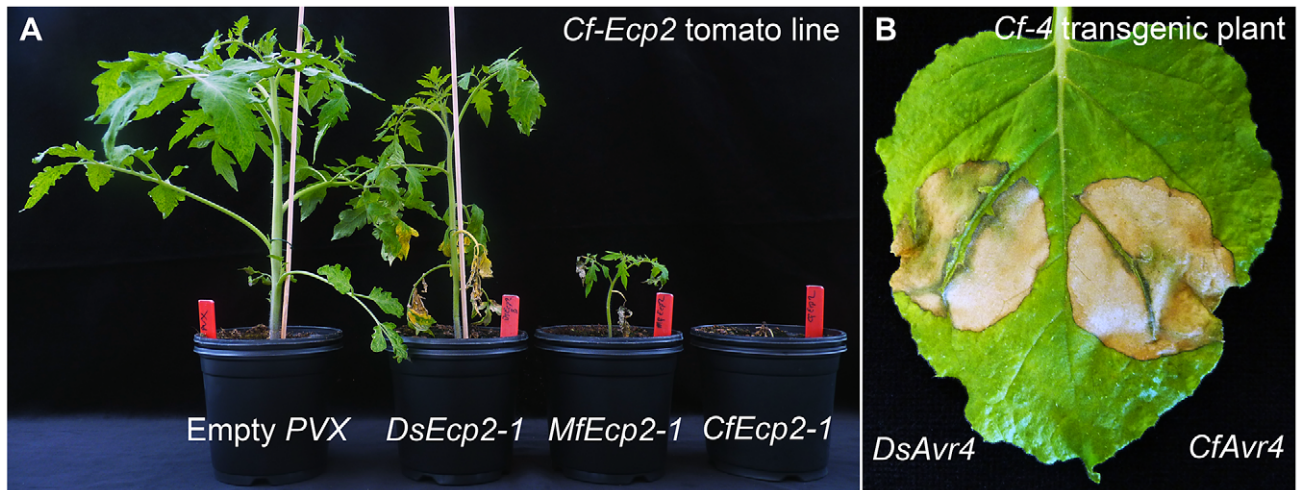 A
Cf-Ecp2 tomato line
Empty PVX
DsEcp2-1
MfEcp2-1
CfEcp2-1
B
Cf-4 transgenic plant
DsAvr4
CfAvr4